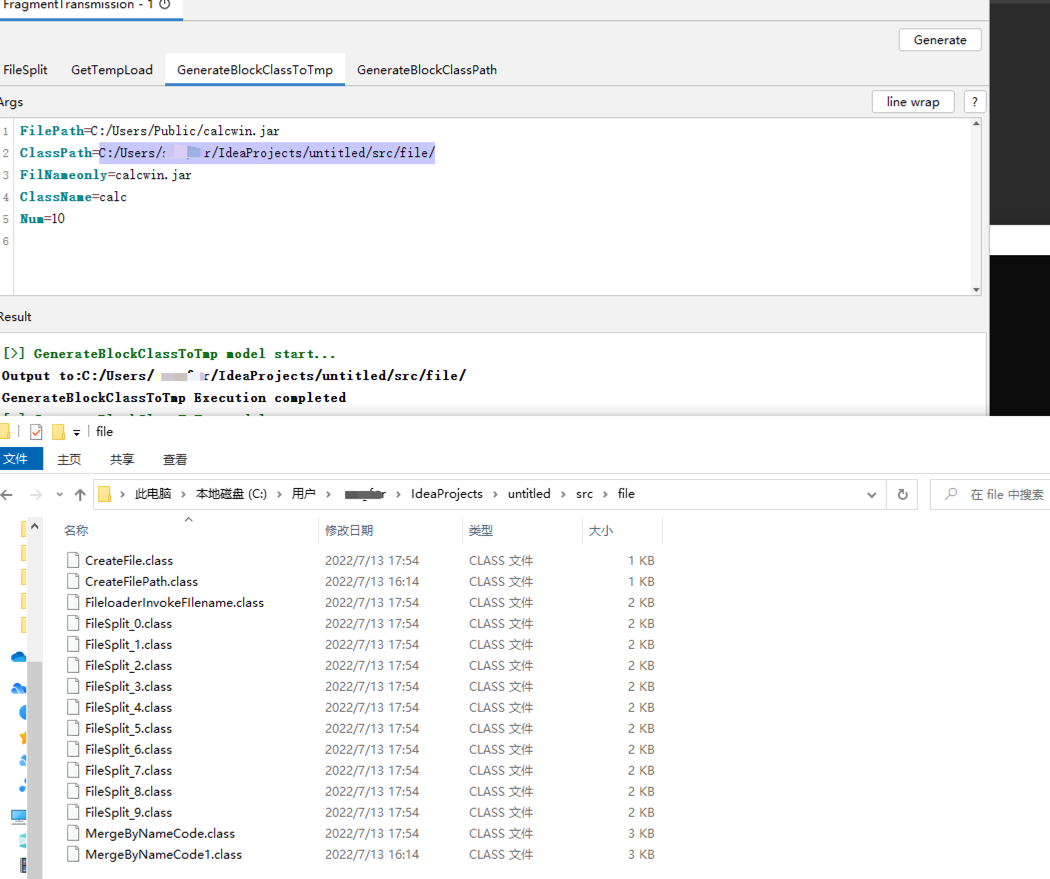 FragmentTransmission - 1
Generate
FileSplit GetTempLoad GenerateBlockClassToTmp GenerateBlockClassPath
Args line wrap ?
1 FilePath=C:/Users/Public/calcwin.jar
2 ClassPath=C:/Users/ r/IdeaProjects/untitled/src/file/
3 FilNameonly=calcwin.jar
4 ClassName=calc
5 Num=10
6
Result
[>] GenerateBlockClassToTmp model start...
Output to:C:/Users/ r/IdeaProjects/untitled/src/file/
GenerateBlockClassToTmp Execution completed
file
文件 主页 共享 查看
此电脑 本地磁盘 (C:) 用户 IdeaProjects untitled src file 在 file 中搜索
名称 修改日期 类型 大小
CreateFile.class 2022/7/13 17:54 CLASS 文件 1 KB
CreateFilePath.class 2022/7/13 16:14 CLASS 文件 1 KB
FileloaderInvokeFIlename.class 2022/7/13 17:54 CLASS 文件 2 KB
FileSplit_0.class 2022/7/13 17:54 CLASS 文件 2 KB
FileSplit_1.class 2022/7/13 17:54 CLASS 文件 2 KB
FileSplit_2.class 2022/7/13 17:54 CLASS 文件 2 KB
FileSplit_3.class 2022/7/13 17:54 CLASS 文件 2 KB
FileSplit_4.class 2022/7/13 17:54 CLASS 文件 2 KB
FileSplit_5.class 2022/7/13 17:54 CLASS 文件 2 KB
FileSplit_6.class 2022/7/13 17:54 CLASS 文件 2 KB
FileSplit_7.class 2022/7/13 17:54 CLASS 文件 2 KB
FileSplit_8.class 2022/7/13 17:54 CLASS 文件 2 KB
FileSplit_9.class 2022/7/13 17:54 CLASS 文件 2 KB
MergeByNameCode.class 2022/7/13 17:54 CLASS 文件 3 KB
MergeByNameCode1.class 2022/7/13 16:14 CLASS 文件 3 KB